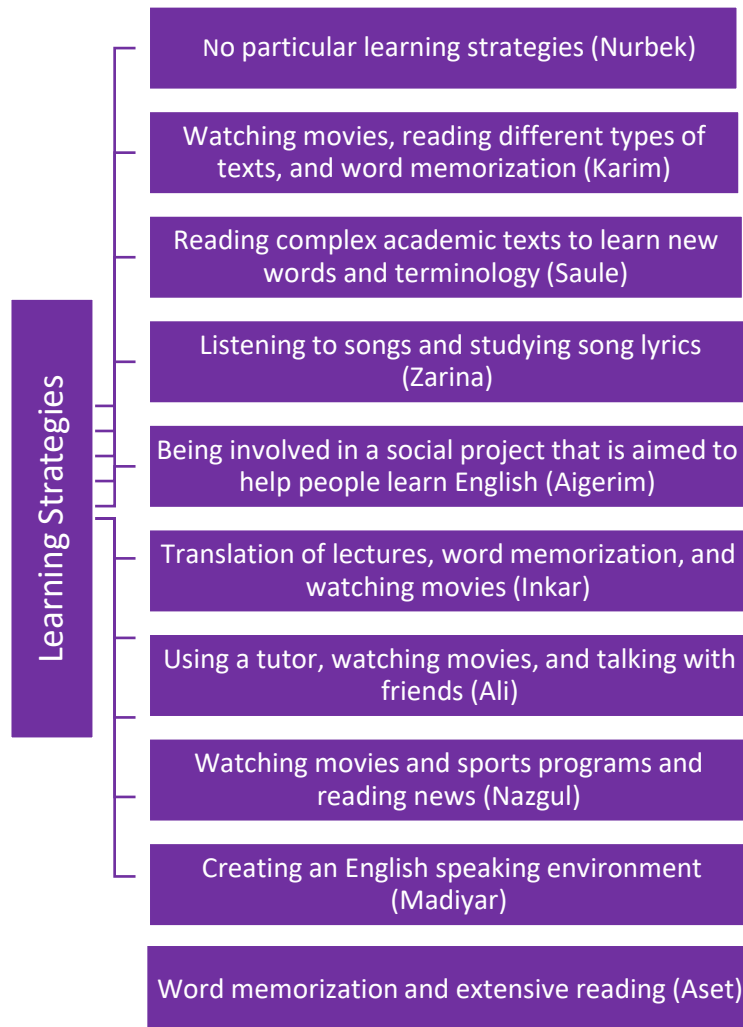 Learning Strategies
No particular learning strategies (Nurbek)
Watching movies, reading different types of
texts, and word memorization (Karim)
Reading complex academic texts to learn new
words and terminology (Saule)
Listening to songs and studying song lyrics
(Zarina)
Being involved in a social project that is aimed to
help people learn English (Aigerim)
Translation of lectures, word memorization, and
watching movies (Inkar)
Using a tutor, watching movies, and talking with
friends (Ali)
Watching movies and sports programs and
reading news (Nazgul)
Creating an English speaking environment
(Madiyar)
Word memorization and extensive reading (Aset)